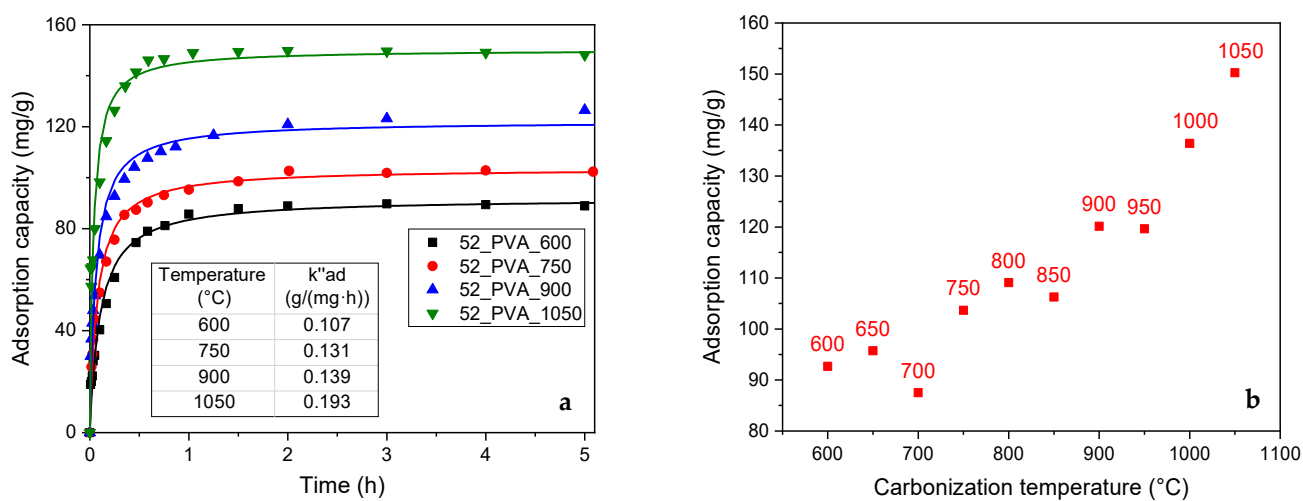 160
120
80
40
0
Adsorption capacity (mg/g)
52_PVA_600
52_PVA_750
52_PVA_900
52_PVA_1050
Temperature (°C) k''ad (g/(mg·h))
600 0.107
750 0.131
900 0.139
1050 0.193
a
0 1 2 3 4 5
Time (h)
160
150
140
130
120
110
100
90
80
Adsorption capacity (mg/g)
1050
1000
900
950
800
750
850
650
600
700
b
600 700 800 900 1000 1100
Carbonization temperature (°C)